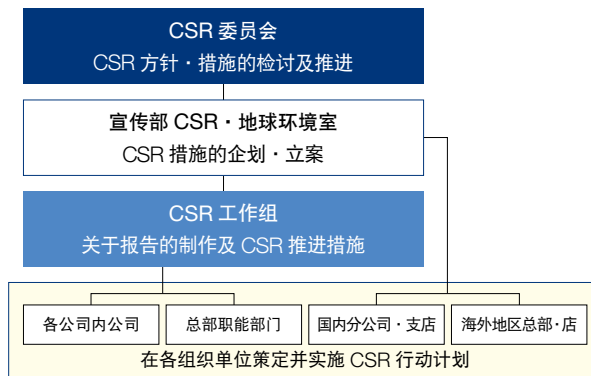 CSR 委员会
CSR 方针・措施的检讨及推进
宣传部 CSR・地球环境室
CSR 措施的企划・立案
CSR 工作组
关于报告的制作及 CSR 推进措施
各公司内公司
总部职能部门
国内分公司・支店
海外地区总部・店
在各组织单位策定并实施 CSR 行动计划